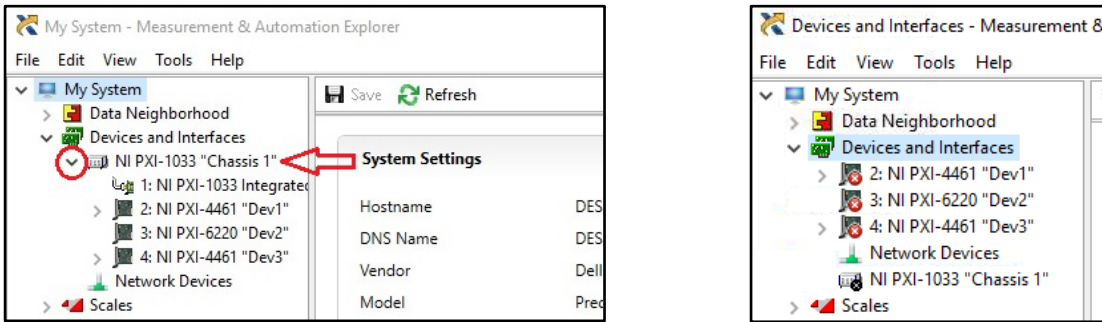 My System - Measurement & Automation Explorer
File Edit View Tools Help
My System
Data Neighborhood
Devices and Interfaces
NI PXI-1033 "Chassis 1"
1: NI PXI-1033 Integrated
2: NI PXI-4461 "Dev1"
3: NI PXI-6220 "Dev2"
4: NI PXI-4461 "Dev3"
Network Devices
Scales
Save Refresh
System Settings
Hostname DES
DNS Name DES
Vendor Dell
Model Prec
Devices and Interfaces - Measurement &
File Edit View Tools Help
My System
Data Neighborhood
Devices and Interfaces
2: NI PXI-4461 "Dev1"
3: NI PXI-6220 "Dev2"
4: NI PXI-4461 "Dev3"
Network Devices
NI PXI-1033 "Chassis 1"
Scales